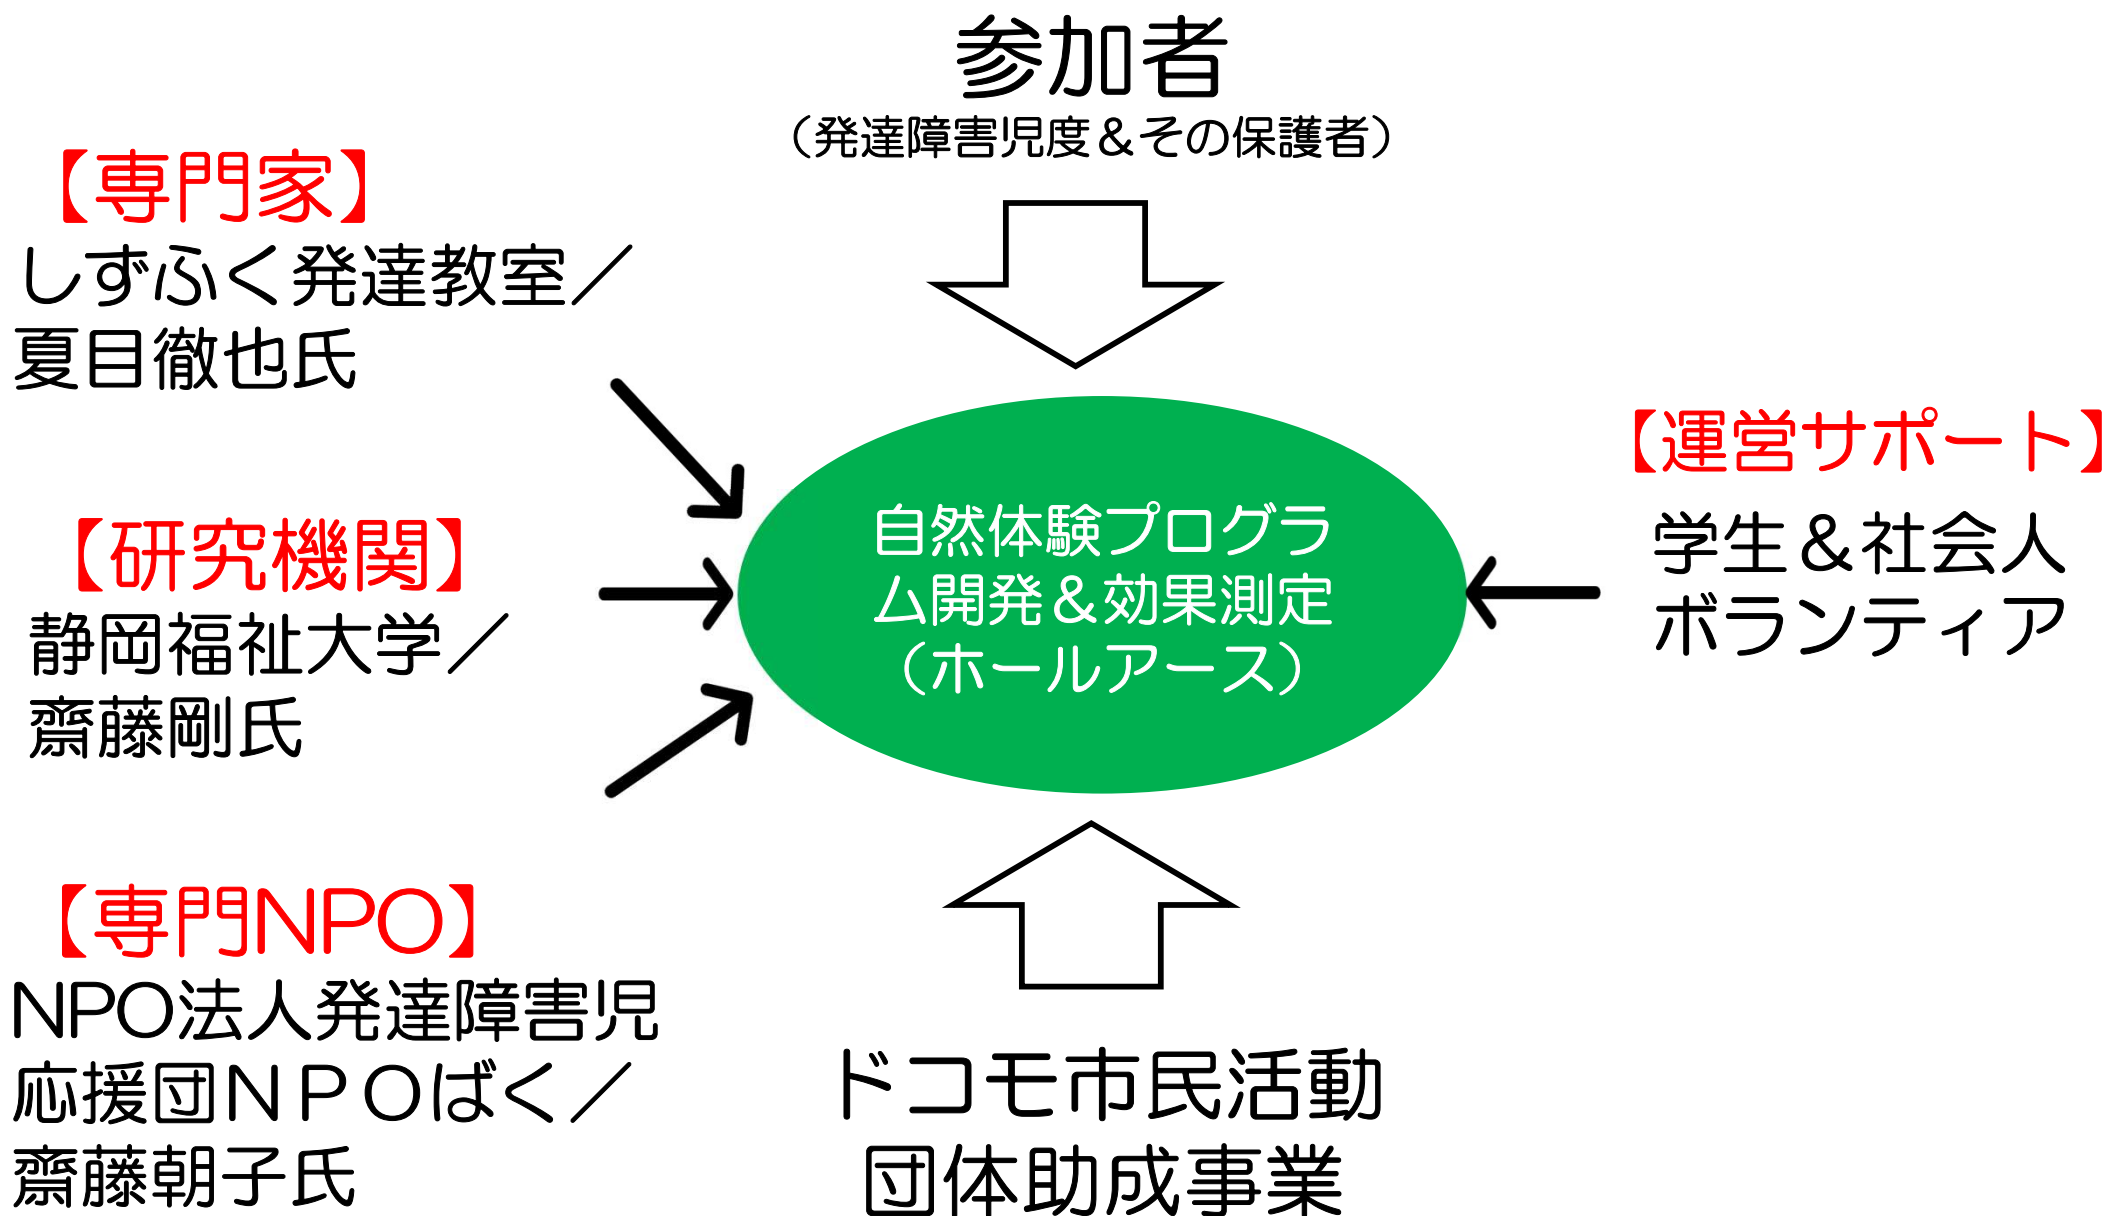 参加者
（発達障害児度＆その保護者）
【専門家】
しずふく発達教室／
夏目徹也氏
【研究機関】
静岡福祉大学／
齋藤剛氏
【専門NPO】
NPO法人発達障害児
応援団ＮＰＯばく／
齋藤朝子氏
自然体験プログラ
ム開発＆効果測定
（ホールアース）
【運営サポート】
学生＆社会人
ボランティア
ドコモ市民活動
団体助成事業